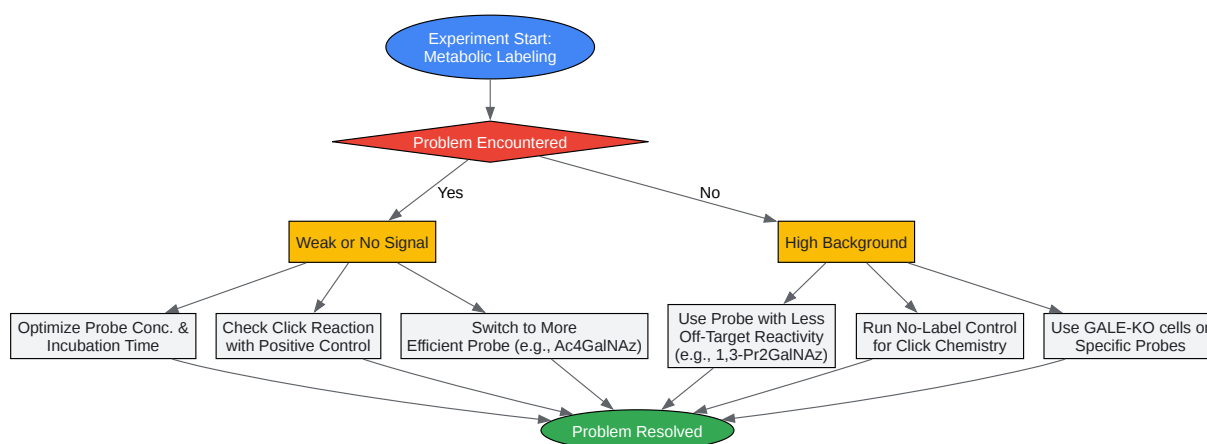 Experiment Start:
Metabolic Labeling
Problem Encountered
Yes
No
Weak or No Signal
High Background
Optimize Probe Conc. &
Incubation Time
Check Click Reaction
with Positive Control
Switch to More
Efficient Probe (e.g., Ac4GalNAz)
Use Probe with Less
Off-Target Reactivity
(e.g., 1,3-Pr2GalNAz)
Run No-Label Control
for Click Chemistry
Use GALE-KO cells or
Specific Probes
Problem Resolved